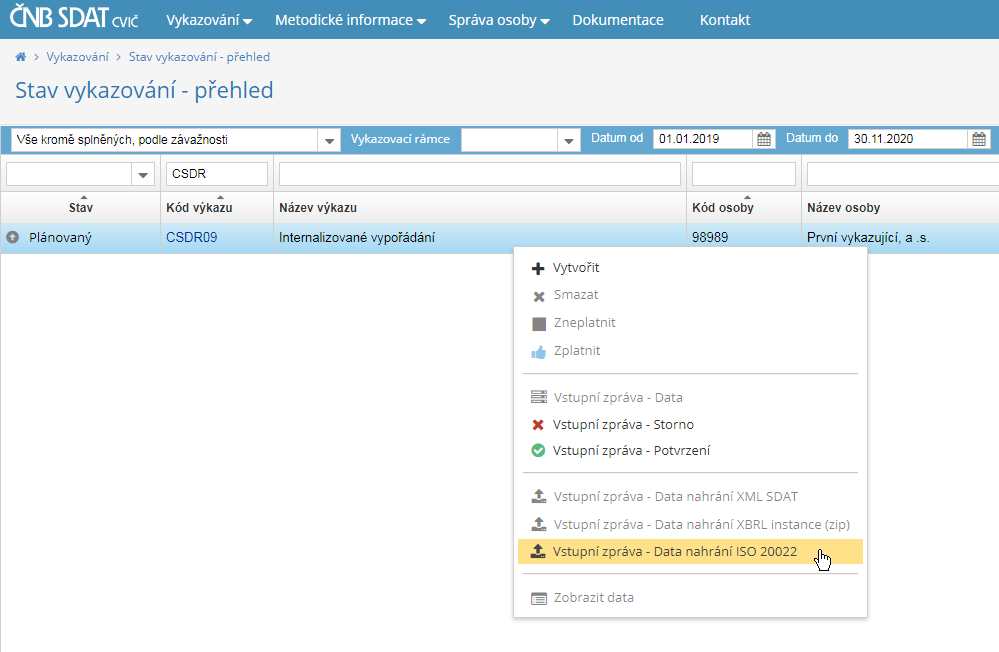 ČNB SDAT CVIČ Vykazování Metodické informace Správa osoby Dokumentace Kontakt
Vykazování Stav vykazování - přehled
Stav vykazování - přehled
Vše kromě splněných, podle závažnosti Vykazovací rámce Datum od 01.01.2019 Datum do 30.11.2020
CSDR
Stav Kód výkazu Název výkazu Kód osoby Název osoby
Plánovaný CSDR09 Internalizované vypořádání 98989 První vykazující, a .s.
Vytvořit
Smazat
Zneplatnit
Zplatnit
Vstupní zpráva - Data
Vstupní zpráva - Storno
Vstupní zpráva - Potvrzení
Vstupní zpráva - Data nahrání XML SDAT
Vstupní zpráva - Data nahrání XBRL instance (zip)
Vstupní zpráva - Data nahrání ISO 20022
Zobrazit data